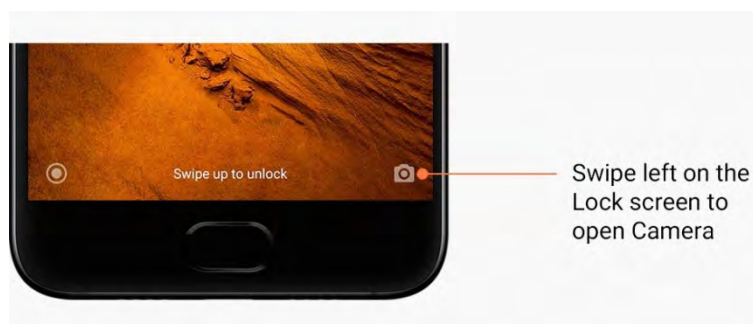 Swipe up to unlock
Swipe left on the
Lock screen to
open Camera